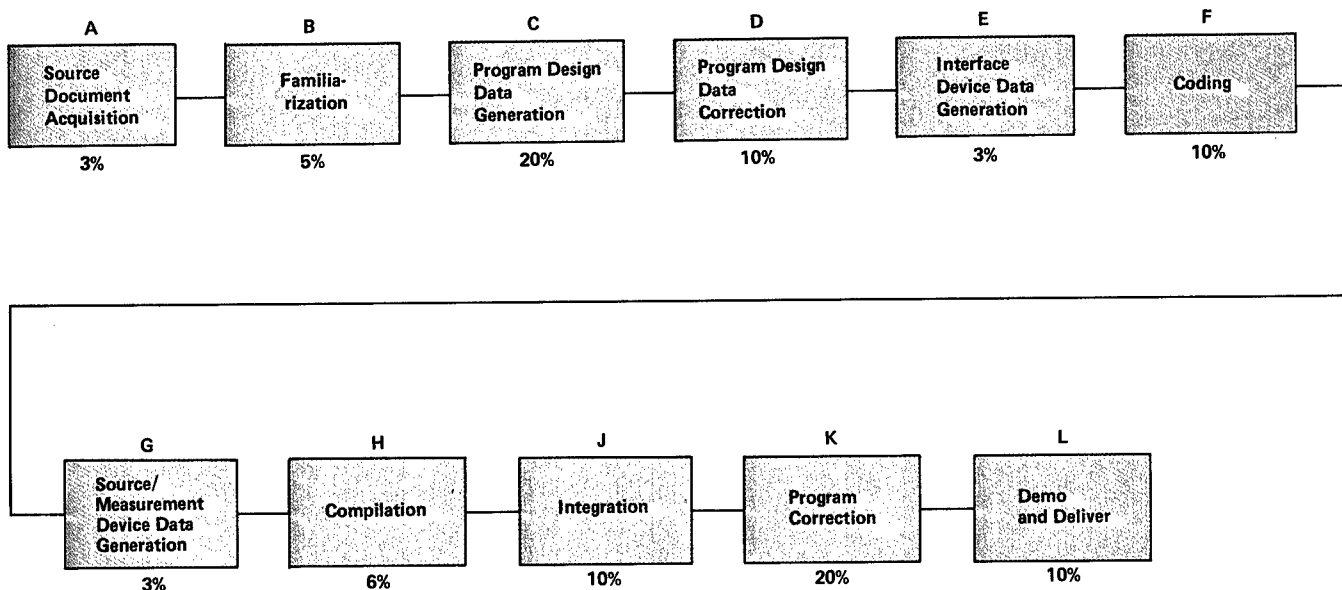 A
Source
Document
Acquisition
3%
B
Familia-
rization
5%
C
Program Design
Data
Generation
20%
D
Program Design
Data
Correction
10%
E
Interface
Device Data
Generation
3%
F
Coding
10%
G
Source/
Measurement
Device Data
Generation
3%
H
Compilation
6%
J
Integration
10%
K
Program
Correction
20%
L
Demo
and Deliver
10%